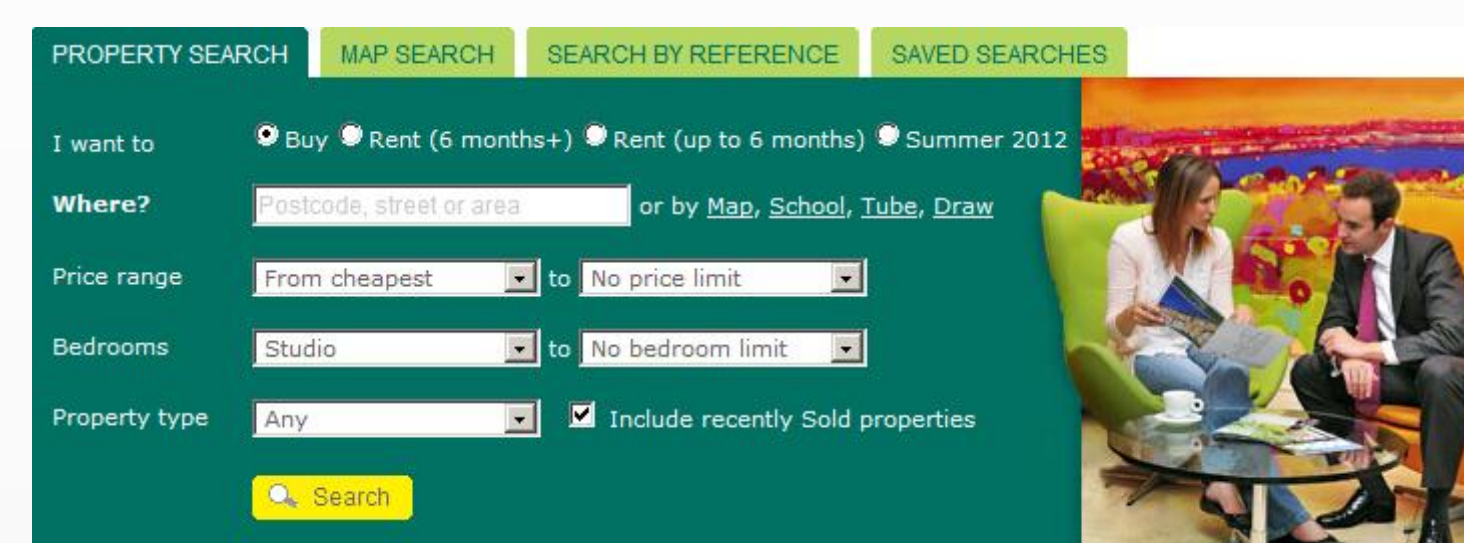 PROPERTY SEARCH MAP SEARCH SEARCH BY REFERENCE SAVED SEARCHES
I want to Buy Rent (6 months+) Rent (up to 6 months) Summer 2012
Where? Postcode, street or area or by Map, School, Tube, Draw
Price range From cheapest to No price limit
Bedrooms Studio to No bedroom limit
Property type Any Include recently Sold properties
Search